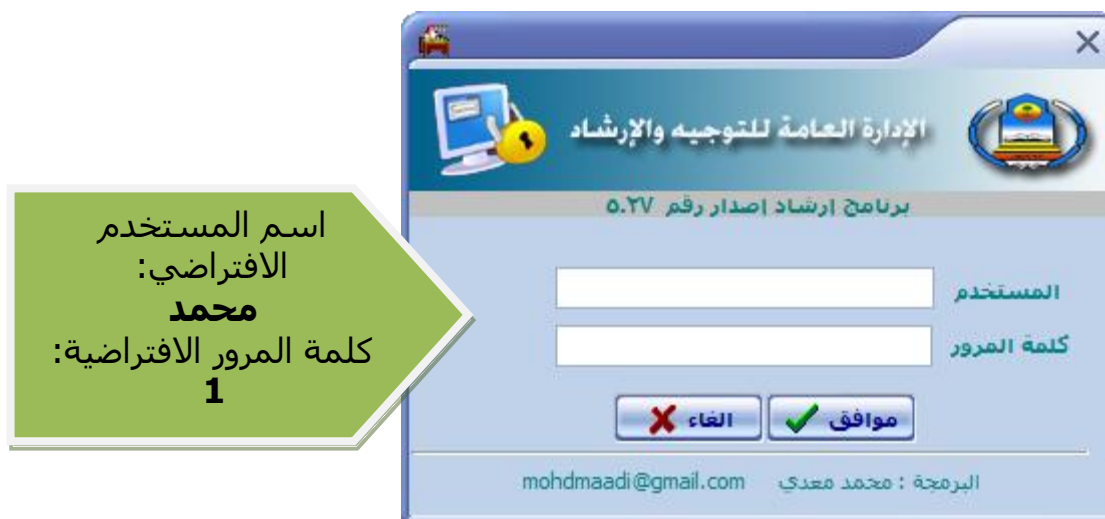 الإدارة العامة للتوجيه والإرشاد
برنامج إرشاد إصدار رقم ٥.٢٧
اسم المستخدم
الافتراضي:
محمد
كلمة المرور الافتراضية:
1
المستخدم
كلمة المرور
موافق
الغاء
البرمجة : محمد معدي mohdmaadi@gmail.com